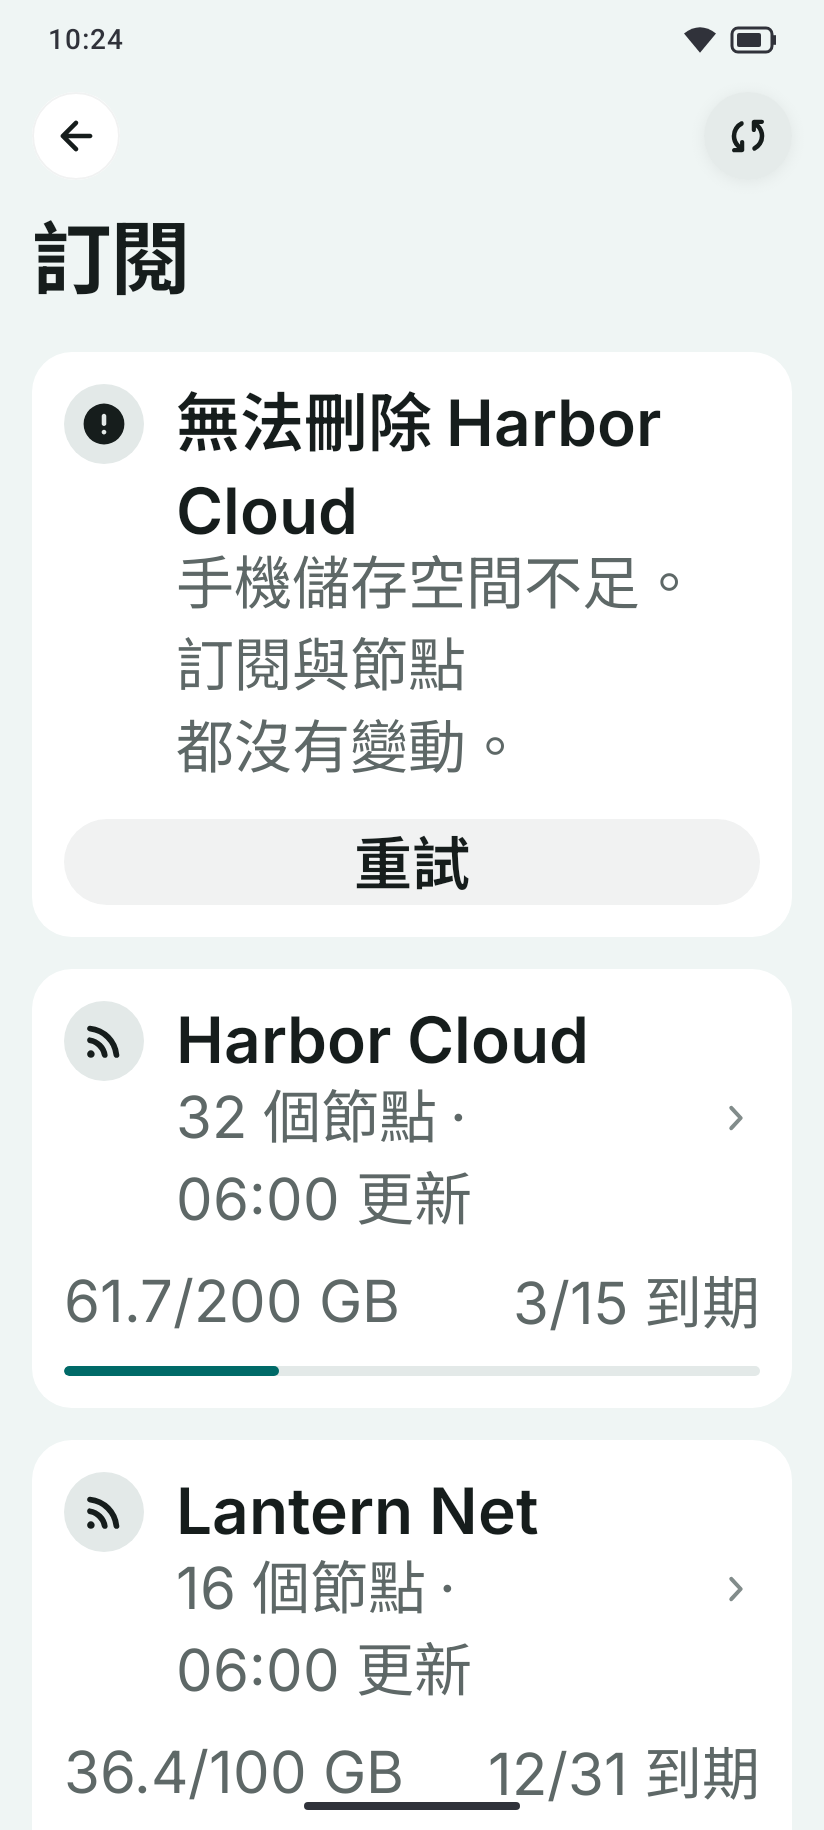 10:24
訂閱
無法刪除 Harbor
Cloud
手機儲存空間不足。
訂閱與節點
都沒有變動。
重試
Harbor Cloud
32 個節點 ·
06:00 更新
61.7/200 GB
3/15 到期
Lantern Net
16 個節點 ·
06:00 更新
36.4/100 GB
12/31 到期